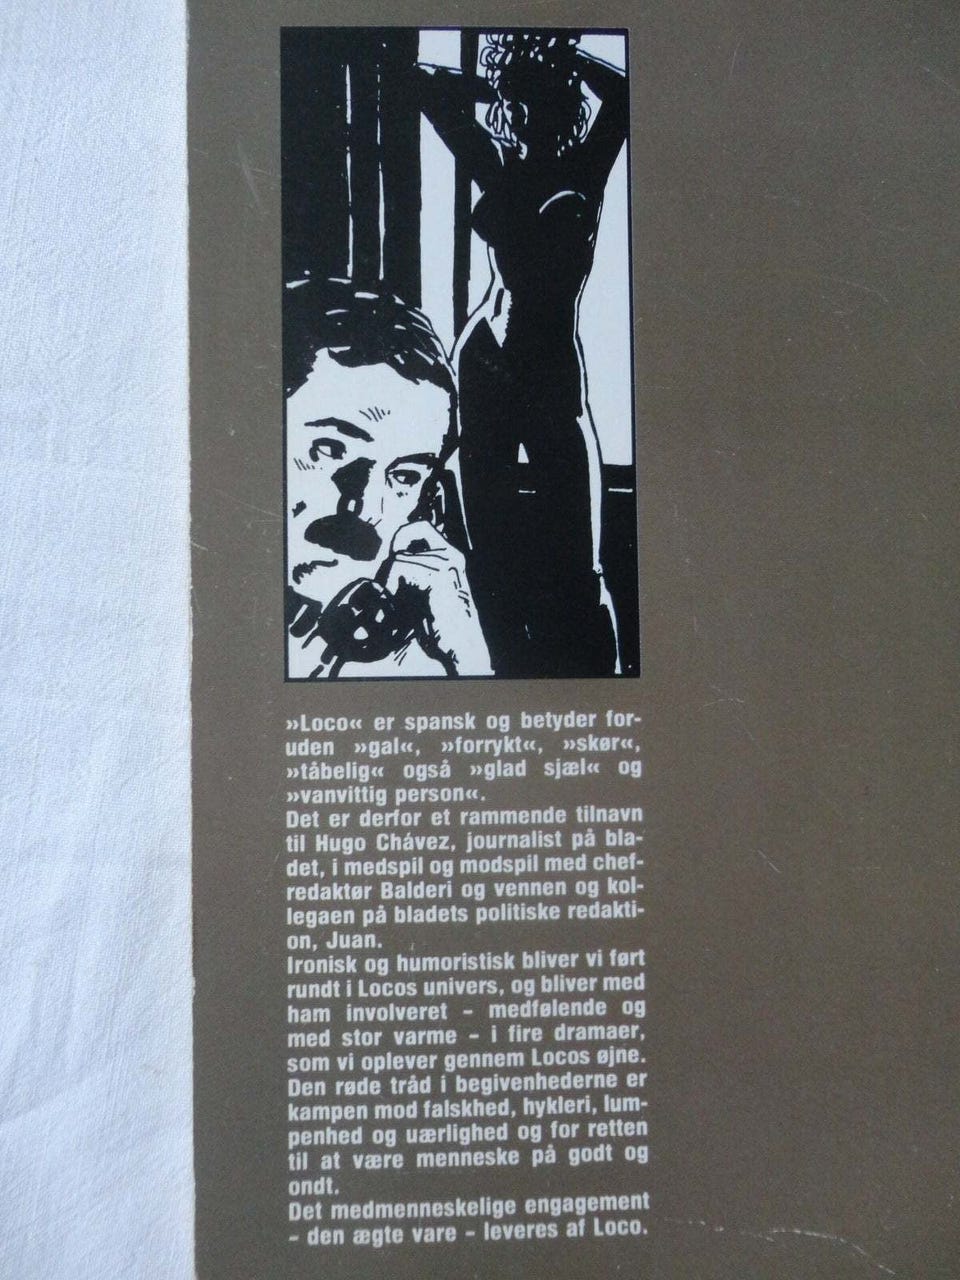 »Loco« er spansk og betyder for-
uden »gal«, »forrykt«, »skør«,
»tåbelig« også »glad sjæl« og
»vanvittig person«.
Det er derfor et rammende tilnavn
til Hugo Chávez, journalist på bla-
det, i medspil og modspil med chef-
redaktør Balderi og vennen og kol-
legaen på bladets politiske redakti-
on, Juan.
Ironisk og humoristisk bliver vi ført
rundt i Locos univers, og bliver med
ham involveret – medfølende og
med stor varme – i fire dramaer,
som vi oplever gennem Locos øjne.
Den røde tråd i begivenhederne er
kampen mod falskhed, hykleri, lum-
penhed og uærlighed og for retten
til at være menneske på godt og
ondt.
Det medmenneskelige engagement
– den ægte vare – leveres af Loco.